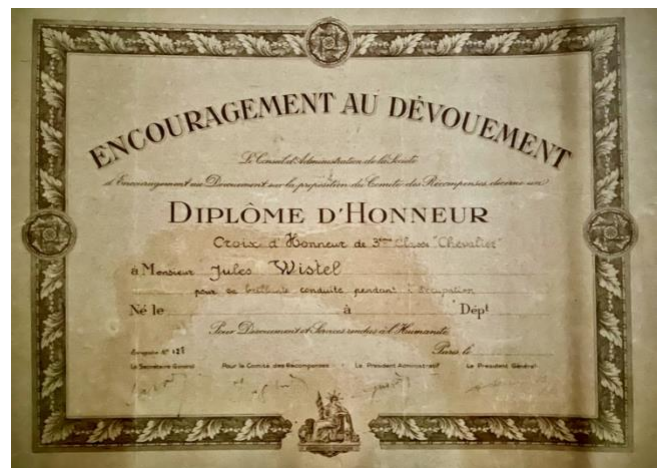 ENCOURAGEMENT AU DÉVOUEMENT
Le Conseil d'Administration de la Société
d'Encouragement au Dévouement sur la proposition du Comité des Récompenses décerne un
DIPLÔME D'HONNEUR
Croix d'Honneur de 3ème Classe "Chevalier"
à Monsieur Jules Wistel
pour sa brillante conduite pendant l'occupation
Né le à Dépt
Pour Dévouement et Services rendus à l'Humanité
Paris le
Le Secrétaire Général Pour le Comité des Récompenses Le Président Administratif Le Président Général